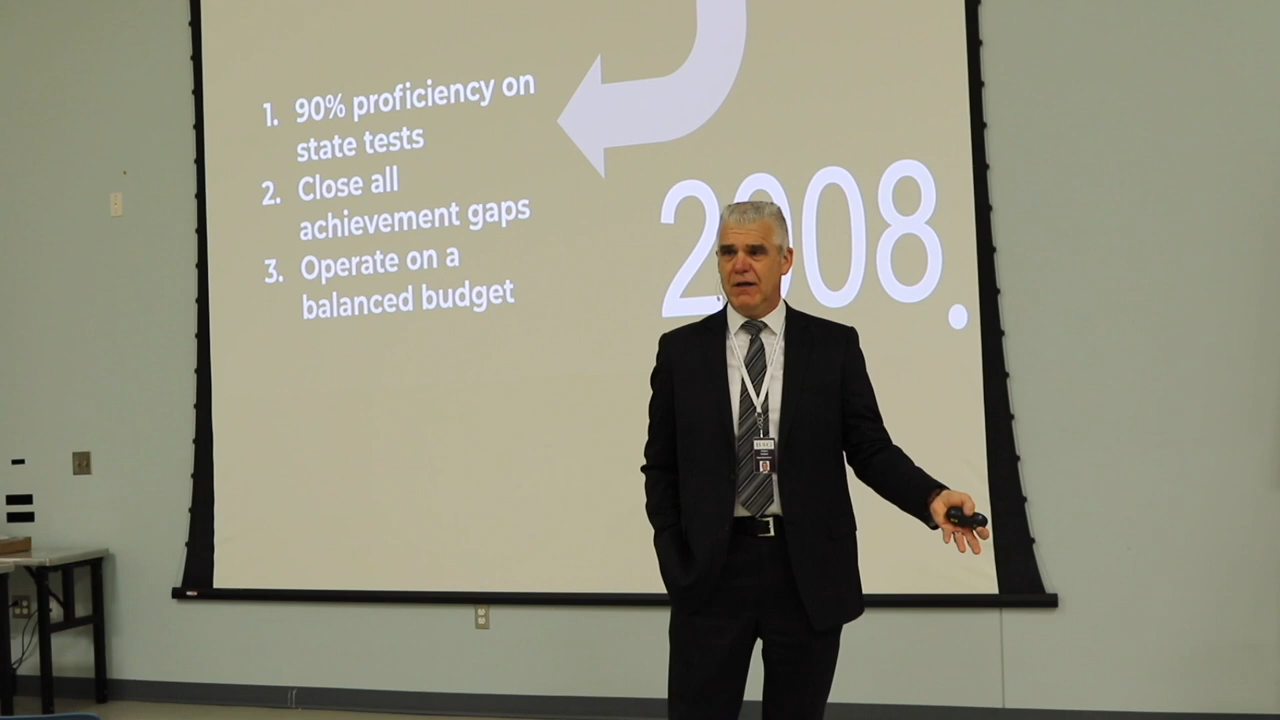 1. 90% proficiency on
state tests
2. Close all
achievement gaps
3. Operate on a
balanced budget
2008.